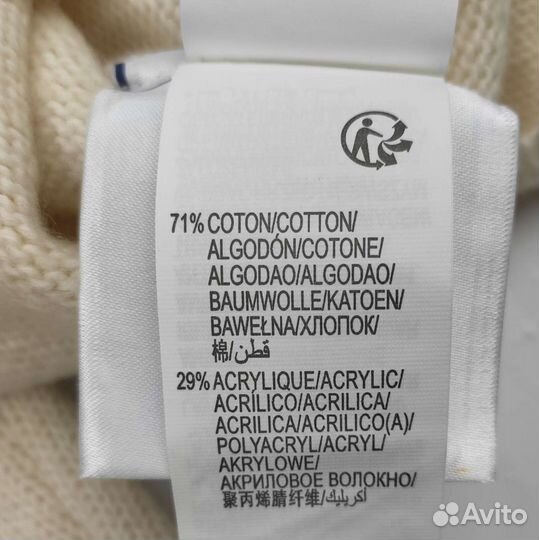 71% COTON/COTTON/
ALGODÓN/COTONE/
ALGODAO/ALGODAO/
BAUMWOLLE/KATOEN/
BAWEŁNA/ХЛОПОК/
棉/قطن/
29% ACRYLIQUE/ACRYLIC/
ACRÍLICO/ACRILICA/
ACRILICA/ACRILICO(A)/
POLYACRYL/ACRYL/
AKRYLOWE/
АКРИЛОВОЕ ВОЛОКНО/
聚丙烯腈纤维/أكريليك/
Avito